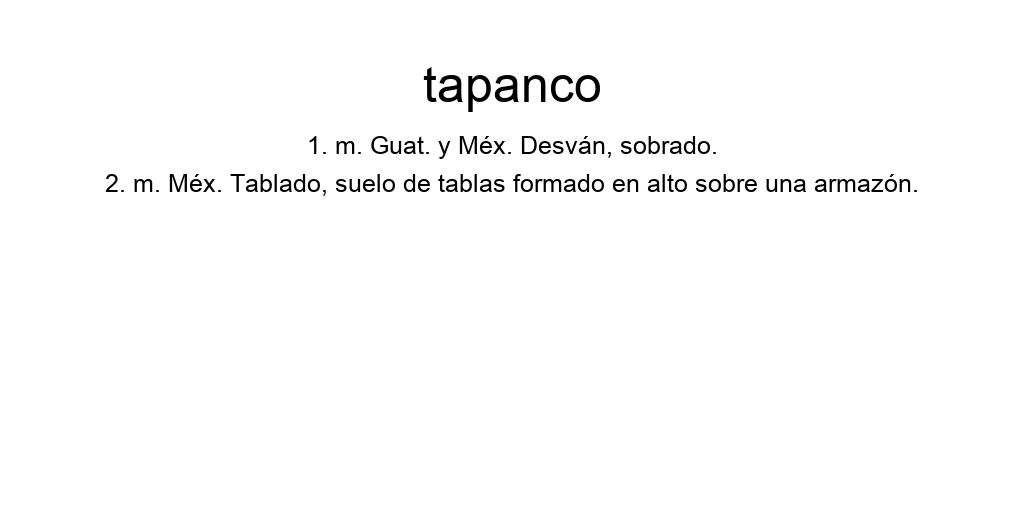 tapanco
1. m. Guat. y Méx. Desván, sobrado.
2. m. Méx. Tablado, suelo de tablas formado en alto sobre una armazón.